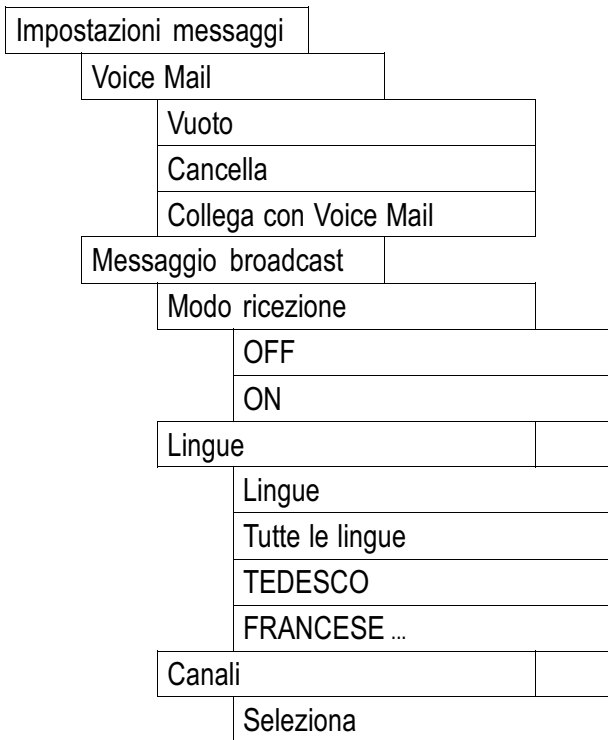 Impostazioni messaggi
Voice Mail
Vuoto
Cancella
Collega con Voice Mail
Messaggio broadcast
Modo ricezione
OFF
ON
Lingue
Lingue
Tutte le lingue
TEDESCO
FRANCESE ...
Canali
Seleziona